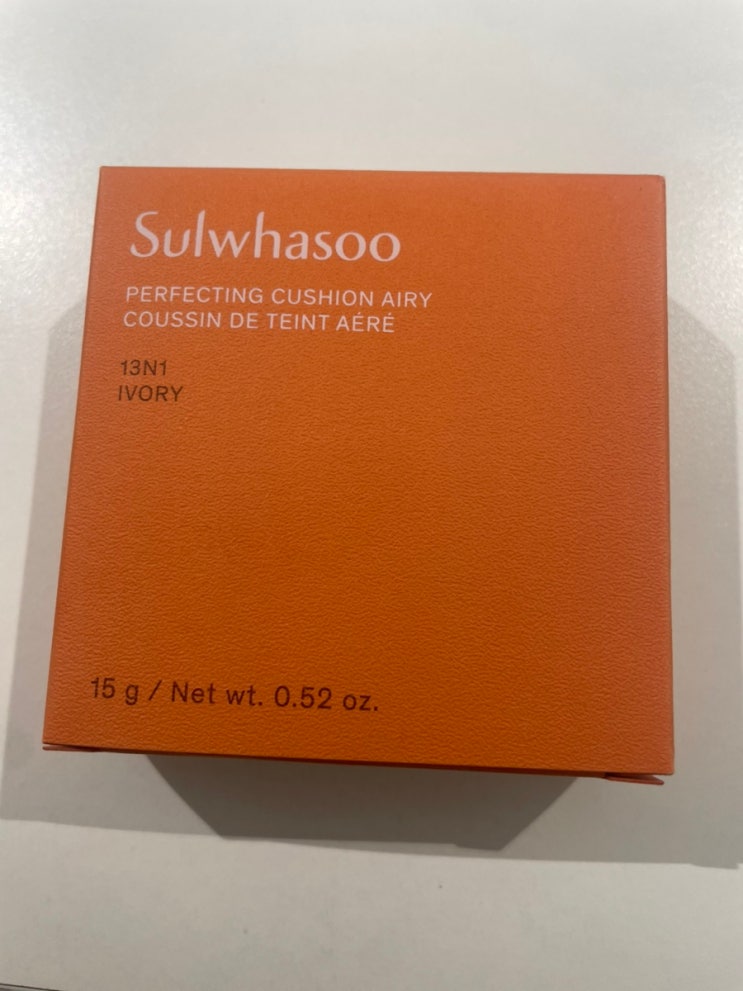 Sulwhasoo
PERFECTING CUSHION AIRY
COUSSIN DE TEINT AÉRÉ
13N1
IVORY
15 g / Net wt. 0.52 oz.